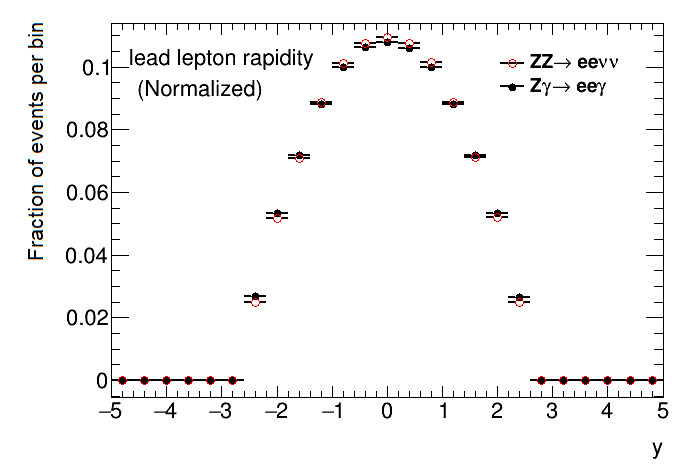 lead lepton rapidity
(Normalized)
ZZ→ eeνν
Zγ→ eeγ
Fraction of events per bin
0.1
0.08
0.06
0.04
0.02
0
−5 −4 −3 −2 −1 0 1 2 3 4 5
y